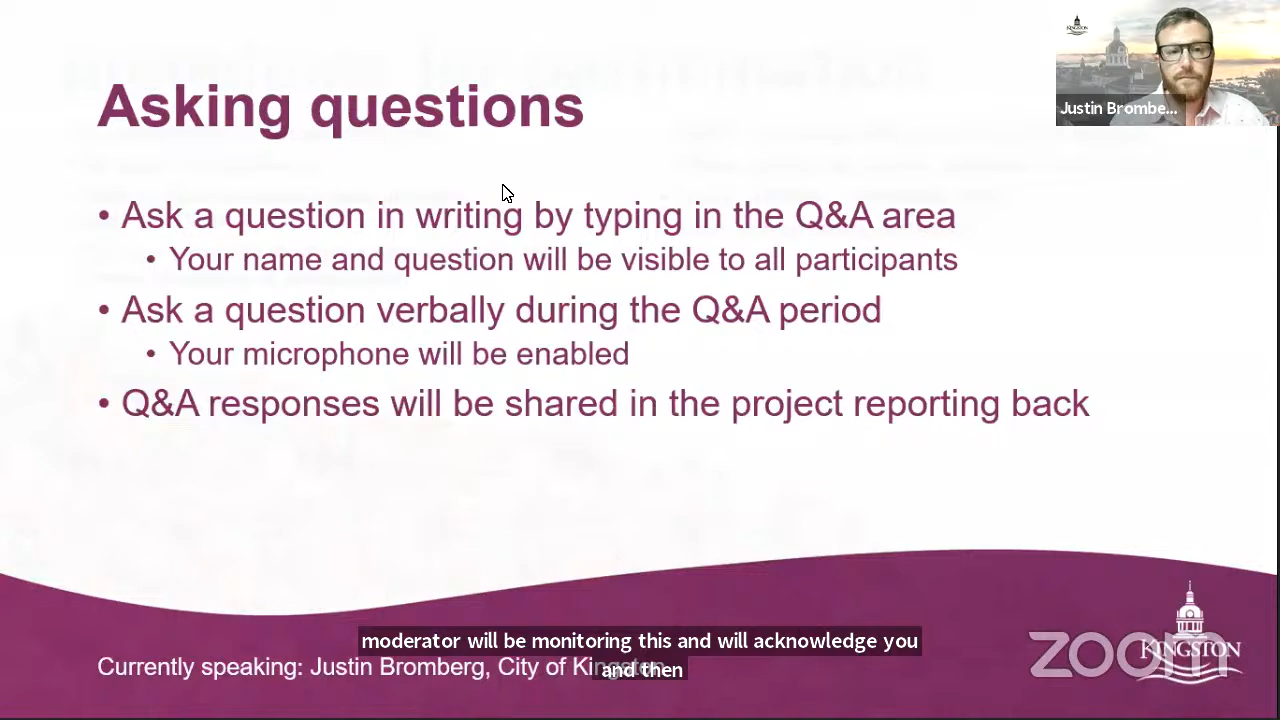 Asking questions
KINGSTON
Justin Brombe...
• Ask a question in writing by typing in the Q&A area
• Your name and question will be visible to all participants
• Ask a question verbally during the Q&A period
• Your microphone will be enabled
• Q&A responses will be shared in the project reporting back
moderator will be monitoring this and will acknowledge you
and then
Currently speaking: Justin Bromberg, City of Kingston
zoom
KINGSTON